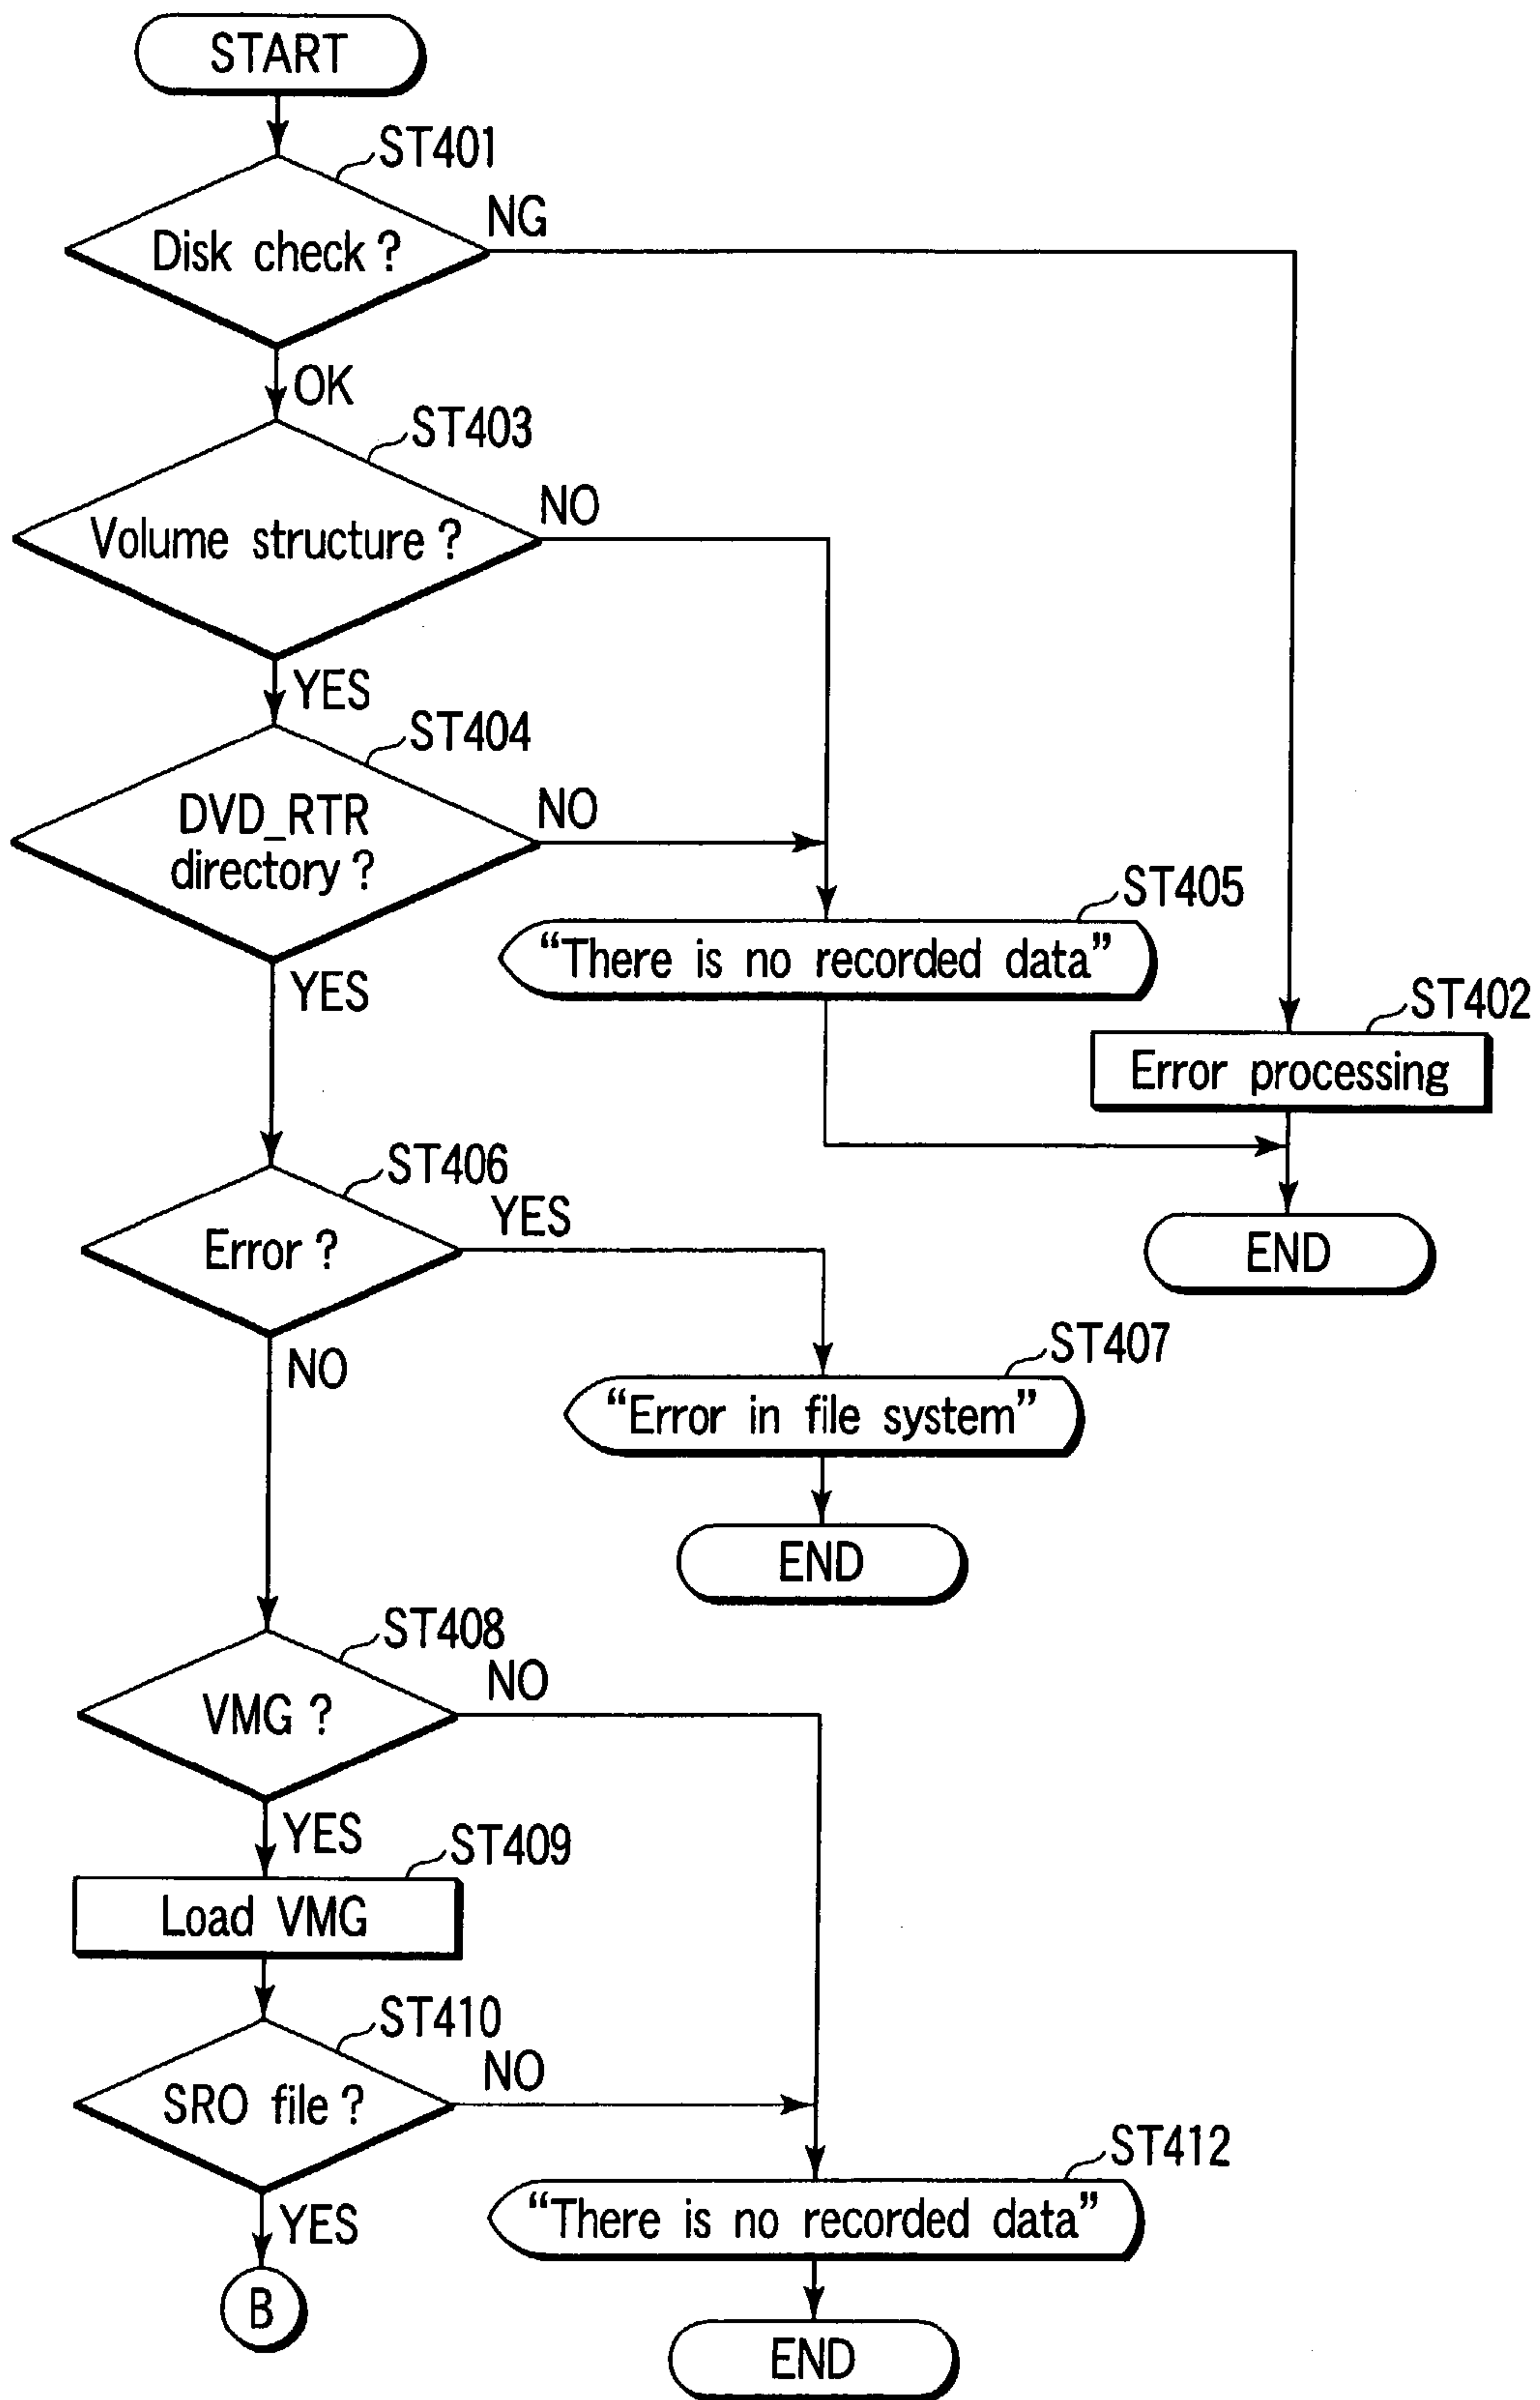 START
ST401
NG
Disk check ?
OK
ST403
NO
Volume structure ?
YES
ST404
NO
DVD_RTR
directory ?
ST405
“There is no recorded data”
YES
ST402
Error processing
ST406
YES
Error ?
END
NO
ST407
“Error in file system”
END
ST408
NO
VMG ?
YES
ST409
Load VMG
ST410
NO
SRO file ?
ST412
YES
“There is no recorded data”
B
END